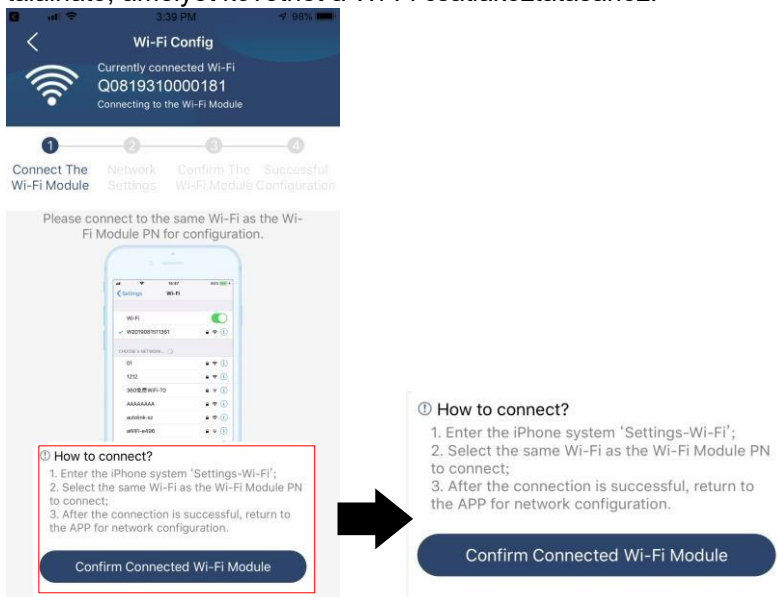 3:39 PM
98%
Wi-Fi Config
Currently connected Wi-Fi
Q0819310000181
Connecting to the Wi-Fi Module
1 2 3 4
Connect The Wi-Fi Module
Network Settings
Confirm The Wi-Fi Module
Successful Configuration
Please connect to the same Wi-Fi as the Wi-
Fi Module PN for configuration.
Settings Wi-Fi
Wi-Fi
CHOOSE A NETWORK...
01
1212
AAAAAAAA
autolink-sz
How to connect?
1. Enter the iPhone system ‘Settings-Wi-Fi’;
2. Select the same Wi-Fi as the Wi-Fi Module PN
to connect;
3. After the connection is successful, return to
the APP for network configuration.
Confirm Connected Wi-Fi Module
How to connect?
1. Enter the iPhone system ‘Settings-Wi-Fi’;
2. Select the same Wi-Fi as the Wi-Fi Module PN
to connect;
3. After the connection is successful, return to
the APP for network configuration.
Confirm Connected Wi-Fi Module